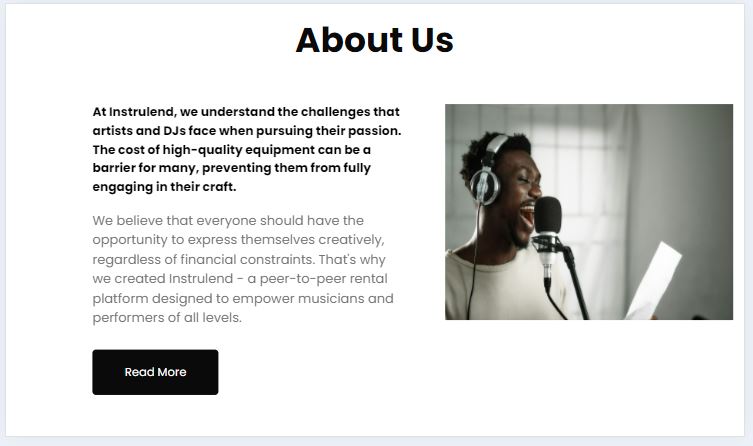 About Us
At Instrulend, we understand the challenges that
artists and DJs face when pursuing their passion.
The cost of high-quality equipment can be a
barrier for many, preventing them from fully
engaging in their craft.
We believe that everyone should have the
opportunity to express themselves creatively,
regardless of financial constraints. That's why
we created Instrulend - a peer-to-peer rental
platform designed to empower musicians and
performers of all levels.
Read More